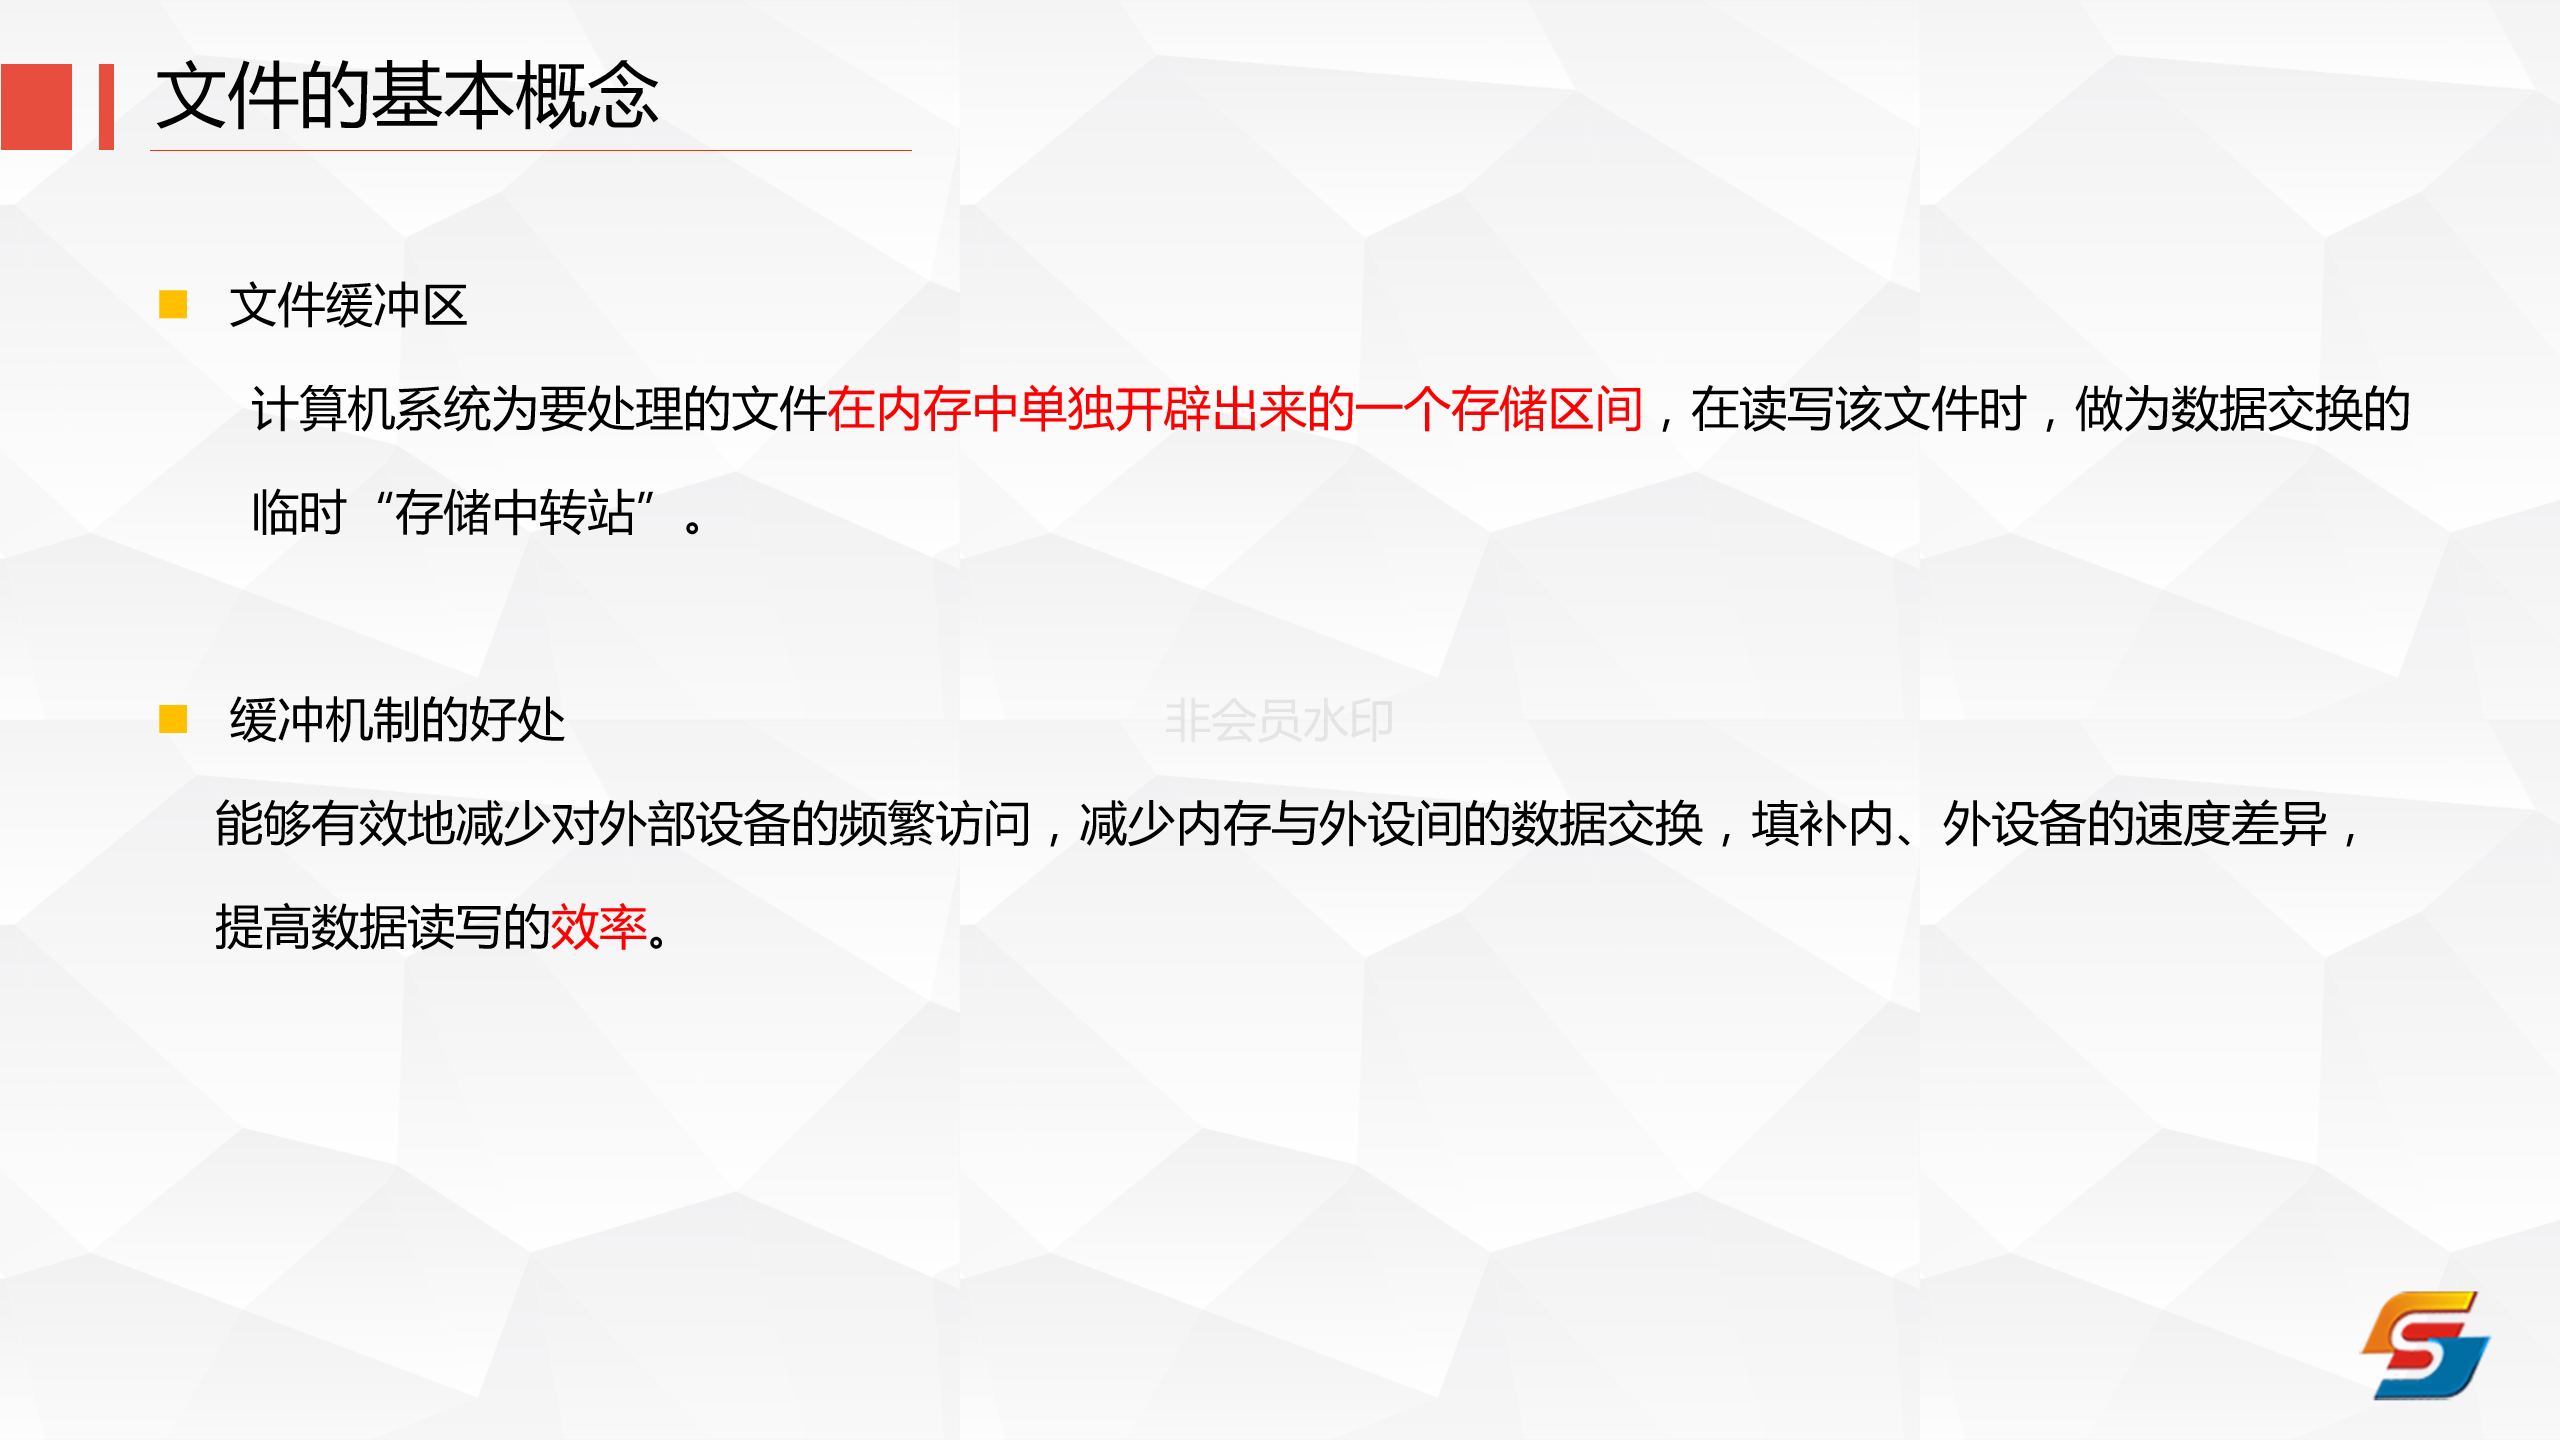 文件的基本概念
文件缓冲区
计算机系统为要处理的文件在内存中单独开辟出来的一个存储区间，在读写该文件时，做为数据交换的
临时“存储中转站”。
缓冲机制的好处
非会员水印
能够有效地减少对外部设备的频繁访问，减少内存与外设间的数据交换，填补内、外设备的速度差异，
提高数据读写的效率。